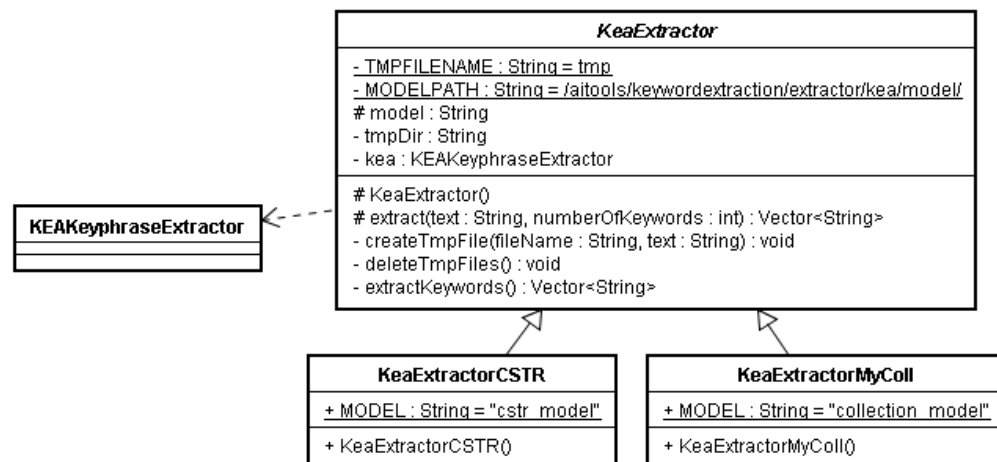 KeaExtractor
- TMPFILENAME : String = tmp
- MODELPATH : String = /aitools/keywordextraction/extractor/kea/model/
# model : String
- tmpDir : String
- kea : KEAKeyphraseExtractor
# KeaExtractor()
# extract(text : String, numberOfKeywords : int) : Vector<String>
- createTmpFile(fileName : String, text : String) : void
- deleteTmpFiles() : void
- extractKeywords() : Vector<String>
KEAKeyphraseExtractor
KeaExtractorCSTR
+ MODEL : String = "cstr_model"
+ KeaExtractorCSTR()
KeaExtractorMyColl
+ MODEL : String = "collection_model"
+ KeaExtractorMyColl()